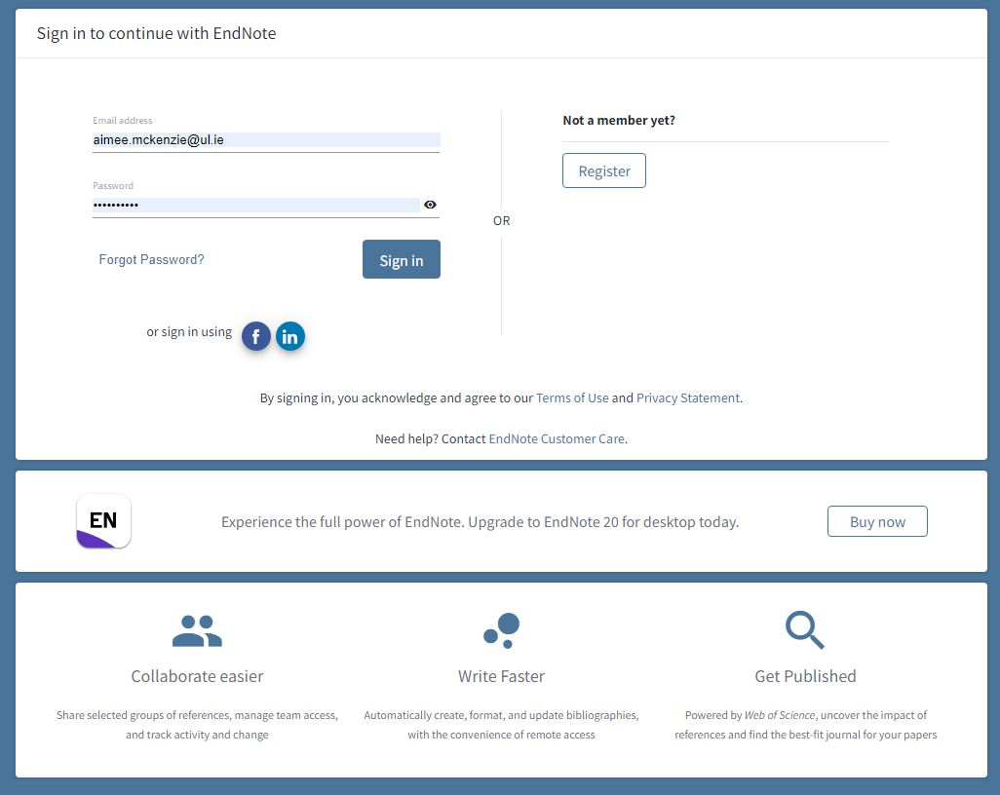 Sign in to continue with EndNote
Email address
aimee.mckenzie@ul.ie
Password
••••••••••
Forgot Password?
Sign in
or sign in using
f
in
OR
Not a member yet?
Register
By signing in, you acknowledge and agree to our Terms of Use and Privacy Statement.
Need help? Contact EndNote Customer Care.
EN
Experience the full power of EndNote. Upgrade to EndNote 20 for desktop today.
Buy now
Collaborate easier
Share selected groups of references, manage team access,
and track activity and change
Write Faster
Automatically create, format, and update bibliographies,
with the convenience of remote access
Get Published
Powered by Web of Science, uncover the impact of
references and find the best-fit journal for your papers